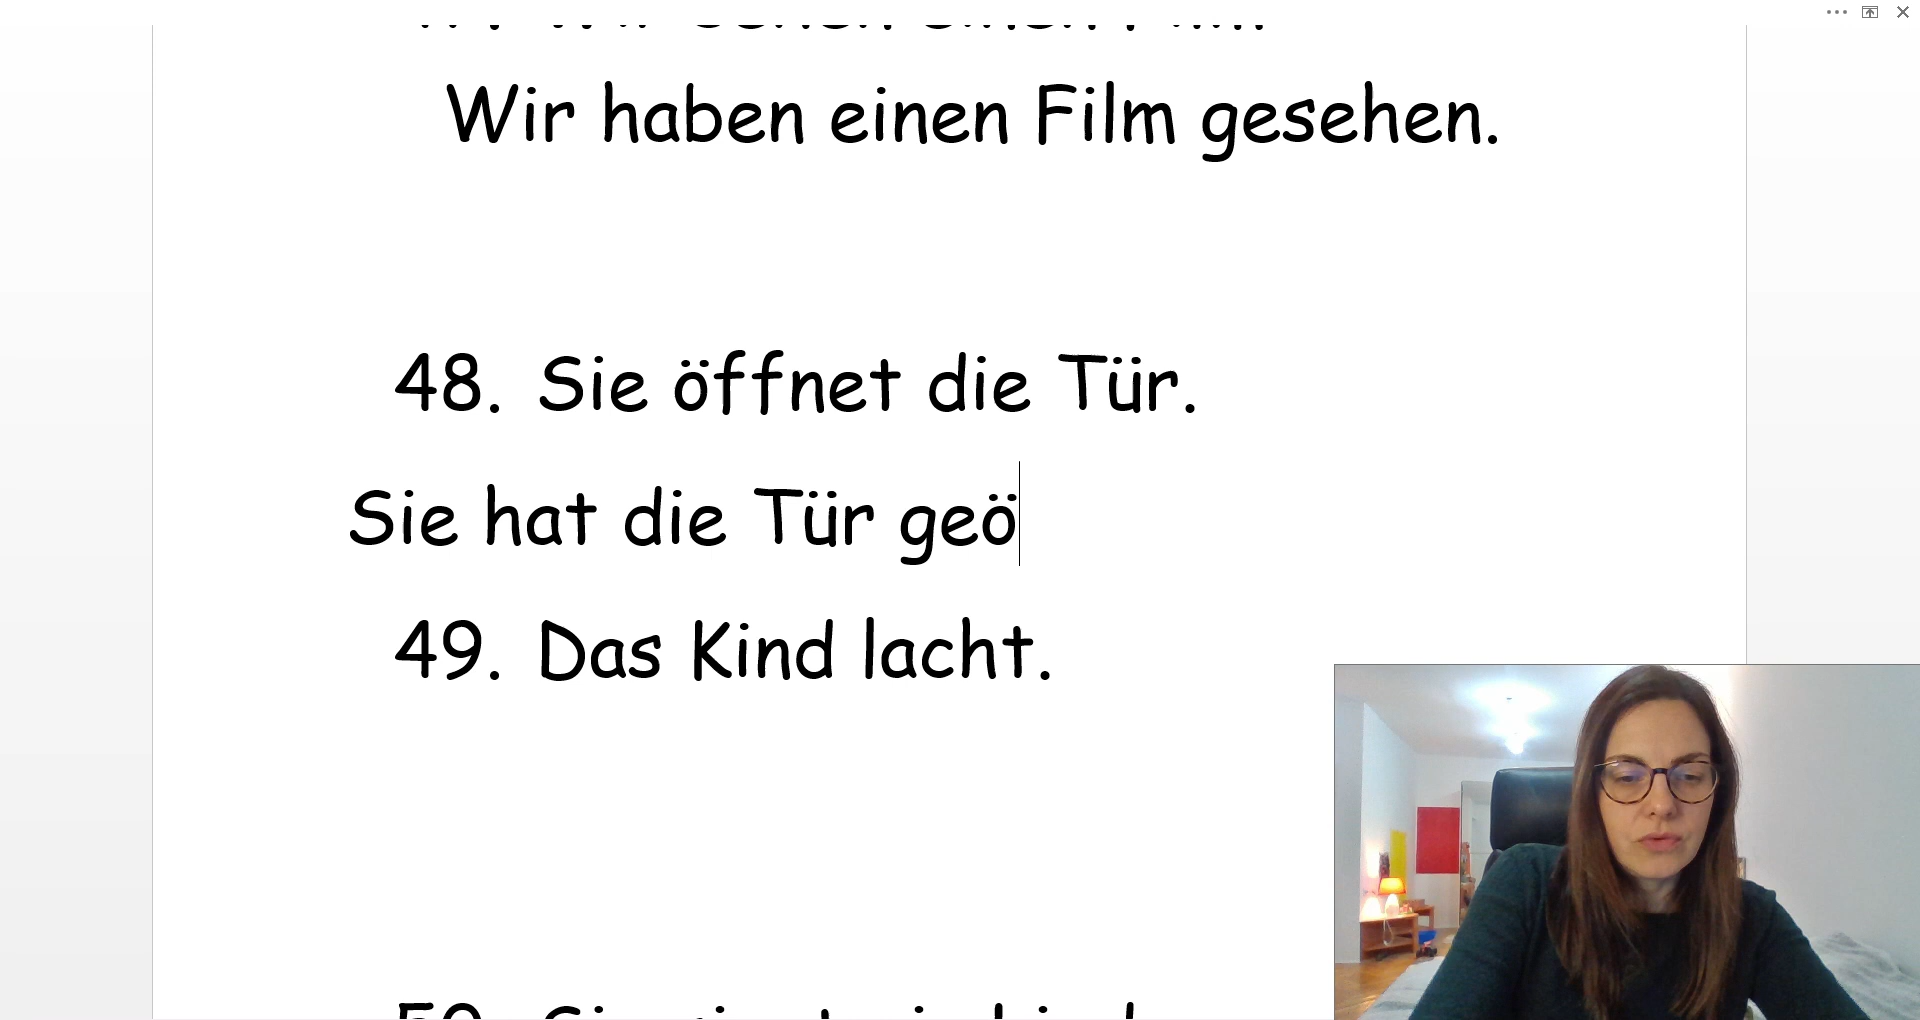 Wir haben einen Film gesehen.
48. Sie öffnet die Tür.
Sie hat die Tür geö
49. Das Kind lacht.